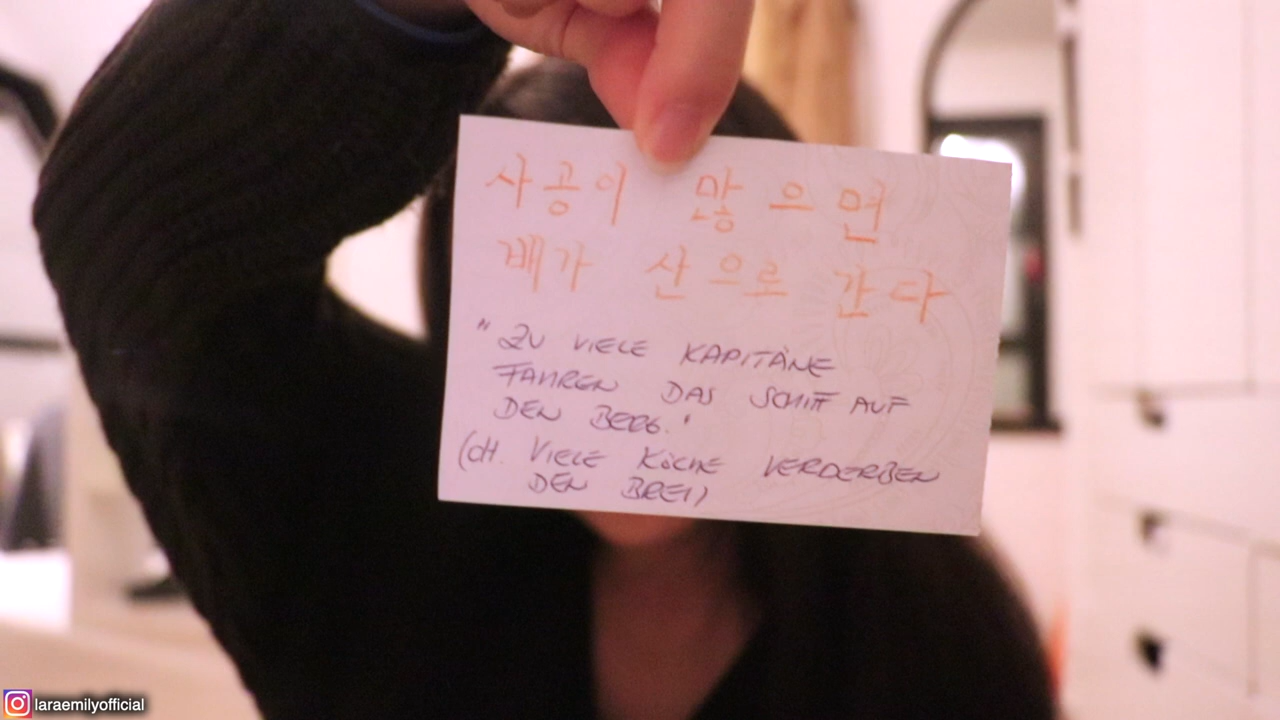 사공이 많으면
배가 산으로 간다
"ZU VIELE KAPITÄNE
FAHREN DAS SCHIFF AUF
DEN BERG."
(CH. VIELE KÖCHE VERDERBEN
DEN BREI)
laraemilyofficial